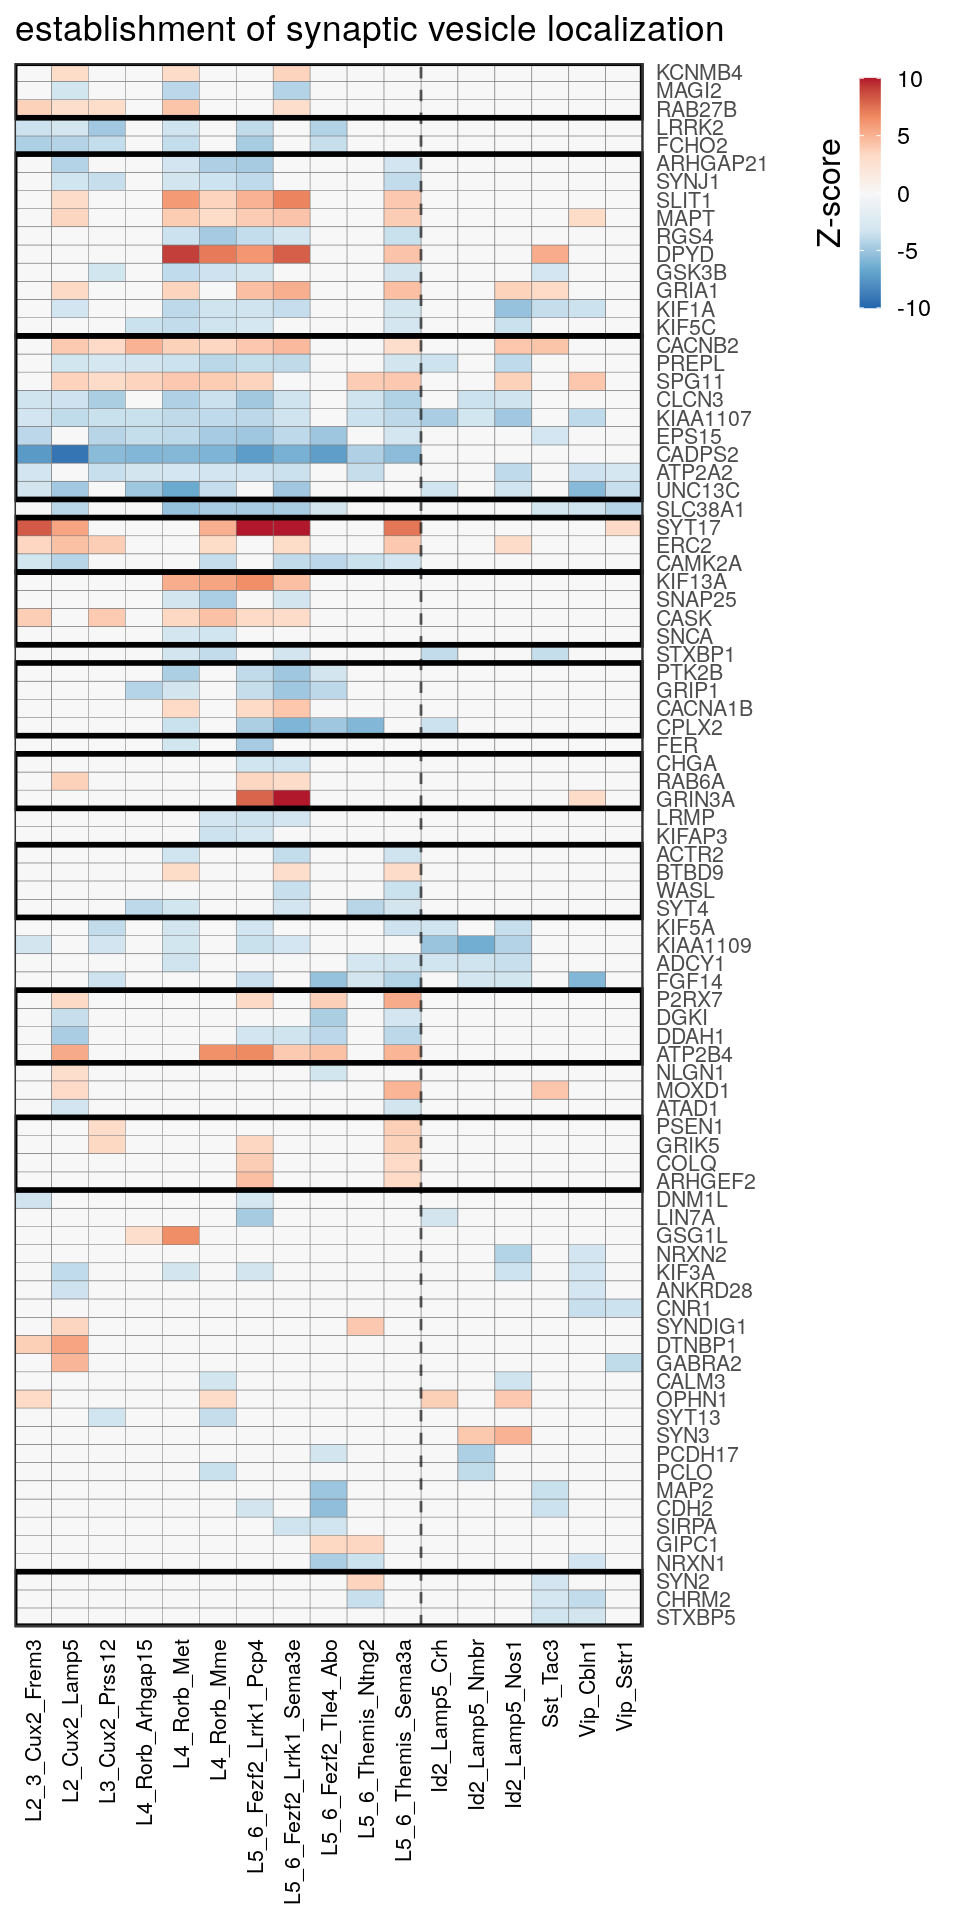 establishment of synaptic vesicle localization
KCNMB4
MAGI2
RAB27B
LRRK2
FCHO2
ARHGAP21
SYNJ1
SLIT1
MAPT
RGS4
DPYD
GSK3B
GRIA1
KIF1A
KIF5C
CACNB2
PREPL
SPG11
CLCN3
KIAA1107
EPS15
CADPS2
ATP2A2
UNC13C
SLC38A1
SYT17
ERC2
CAMK2A
KIF13A
SNAP25
CASK
SNCA
STXBP1
PTK2B
GRIP1
CACNA1B
CPLX2
FER
CHGA
RAB6A
GRIN3A
LRMP
KIFAP3
ACTR2
BTBD9
WASL
SYT4
KIF5A
KIAA1109
ADCY1
FGF14
P2RX7
DGKI
DDAH1
ATP2B4
NLGN1
MOXD1
ATAD1
PSEN1
GRIK5
COLQ
ARHGEF2
DNM1L
LIN7A
GSG1L
NRXN2
KIF3A
ANKRD28
CNR1
SYNDIG1
DTNBP1
GABRA2
CALM3
OPHN1
SYT13
SYN3
PCDH17
PCLO
MAP2
CDH2
SIRPA
GIPC1
NRXN1
SYN2
CHRM2
STXBP5
Z-score
10
5
0
-5
-10
L2_3_Cux2_Frem3
L2_Cux2_Lamp5
L3_Cux2_Prss12
L4_Rorb_Arhgap15
L4_Rorb_Met
L4_Rorb_Mme
L5_6_Fezf2_Lrrk1_Pcp4
L5_6_Fezf2_Lrrk1_Sema3e
L5_6_Fezf2_Tle4_Abo
L5_6_Themis_Ntng2
L5_6_Themis_Sema3a
Id2_Lamp5_Crh
Id2_Lamp5_Nmbr
Id2_Lamp5_Nos1
Sst_Tac3
Vip_Cbln1
Vip_Sstr1